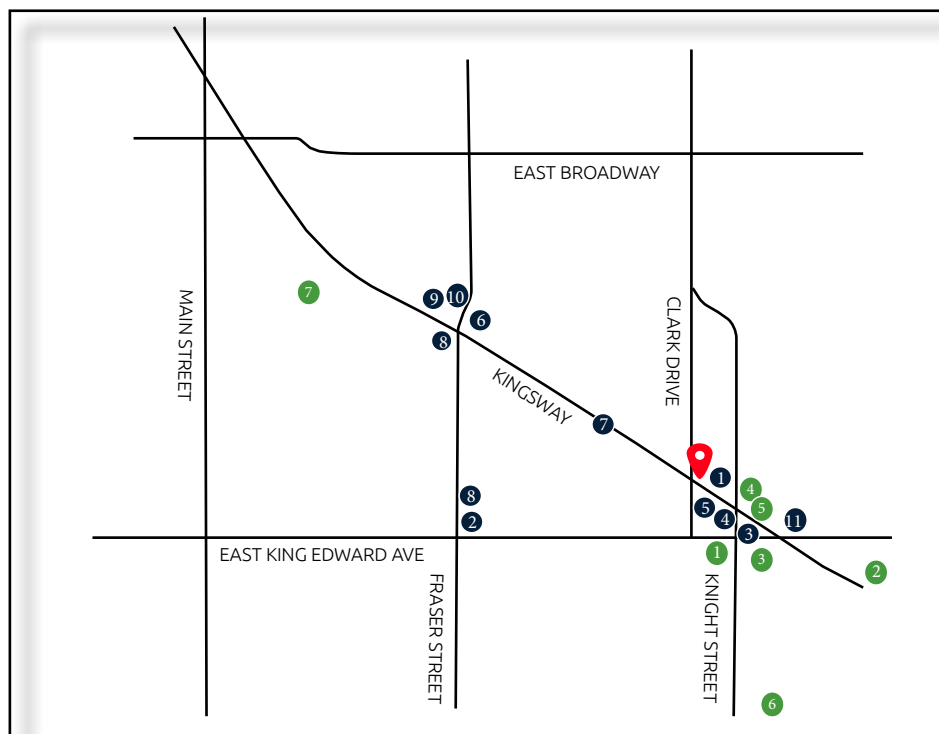 EAST BROADWAY
MAIN STREET
7
9
10
6
8
CLARK DRIVE
KINGSWAY
7
1
4
5
5
4
11
3
8
2
EAST KING EDWARD AVE
1
3
2
FRASER STREET
KNIGHT STREET
6